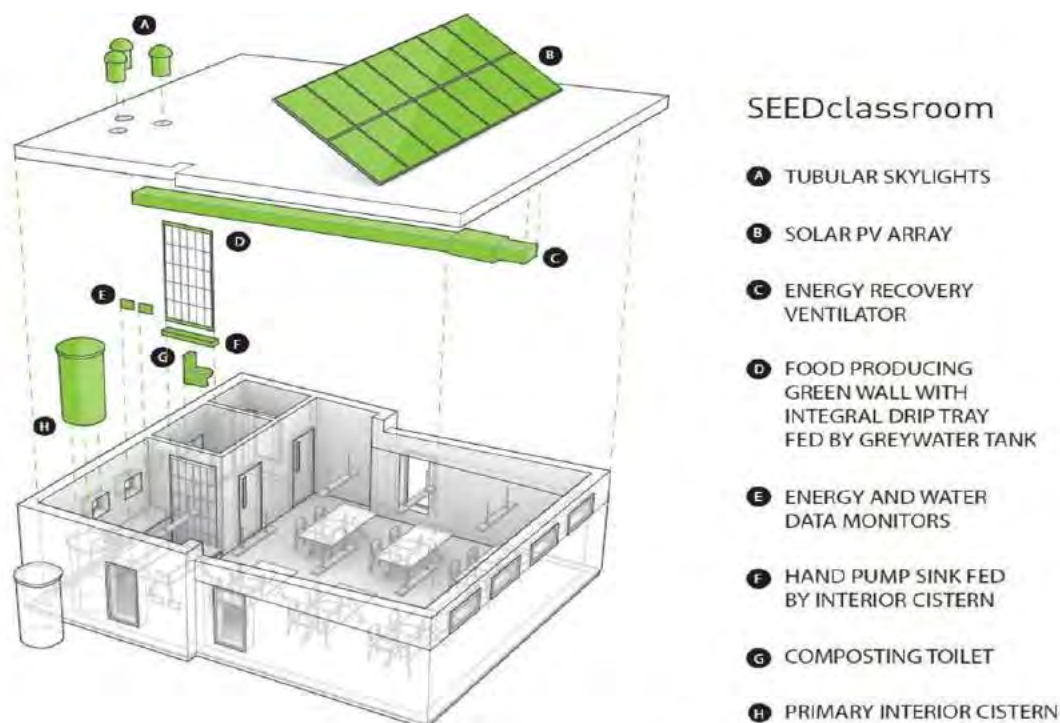 A
B
D
C
E
F
G
H
SEEDclassroom
A TUBULAR SKYLIGHTS
B SOLAR PV ARRAY
C ENERGY RECOVERY
VENTILATOR
D FOOD PRODUCING
GREEN WALL WITH
INTEGRAL DRIP TRAY
FED BY GREYWATER TANK
E ENERGY AND WATER
DATA MONITORS
F HAND PUMP SINK FED
BY INTERIOR CISTERN
G COMPOSTING TOILET
H PRIMARY INTERIOR CISTERN